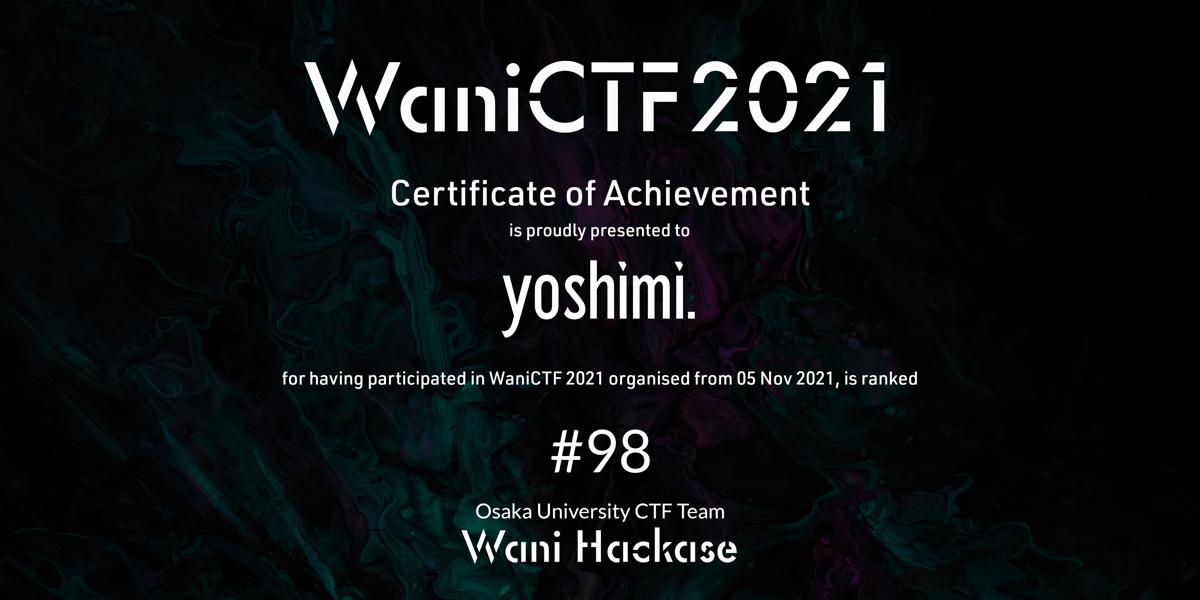 WaniCTF2021
Certificate of Achievement
is proudly presented to
yoshimi.
for having participated in WaniCTF 2021 organised from 05 Nov 2021, is ranked
#98
Osaka University CTF Team
Wani Hackase